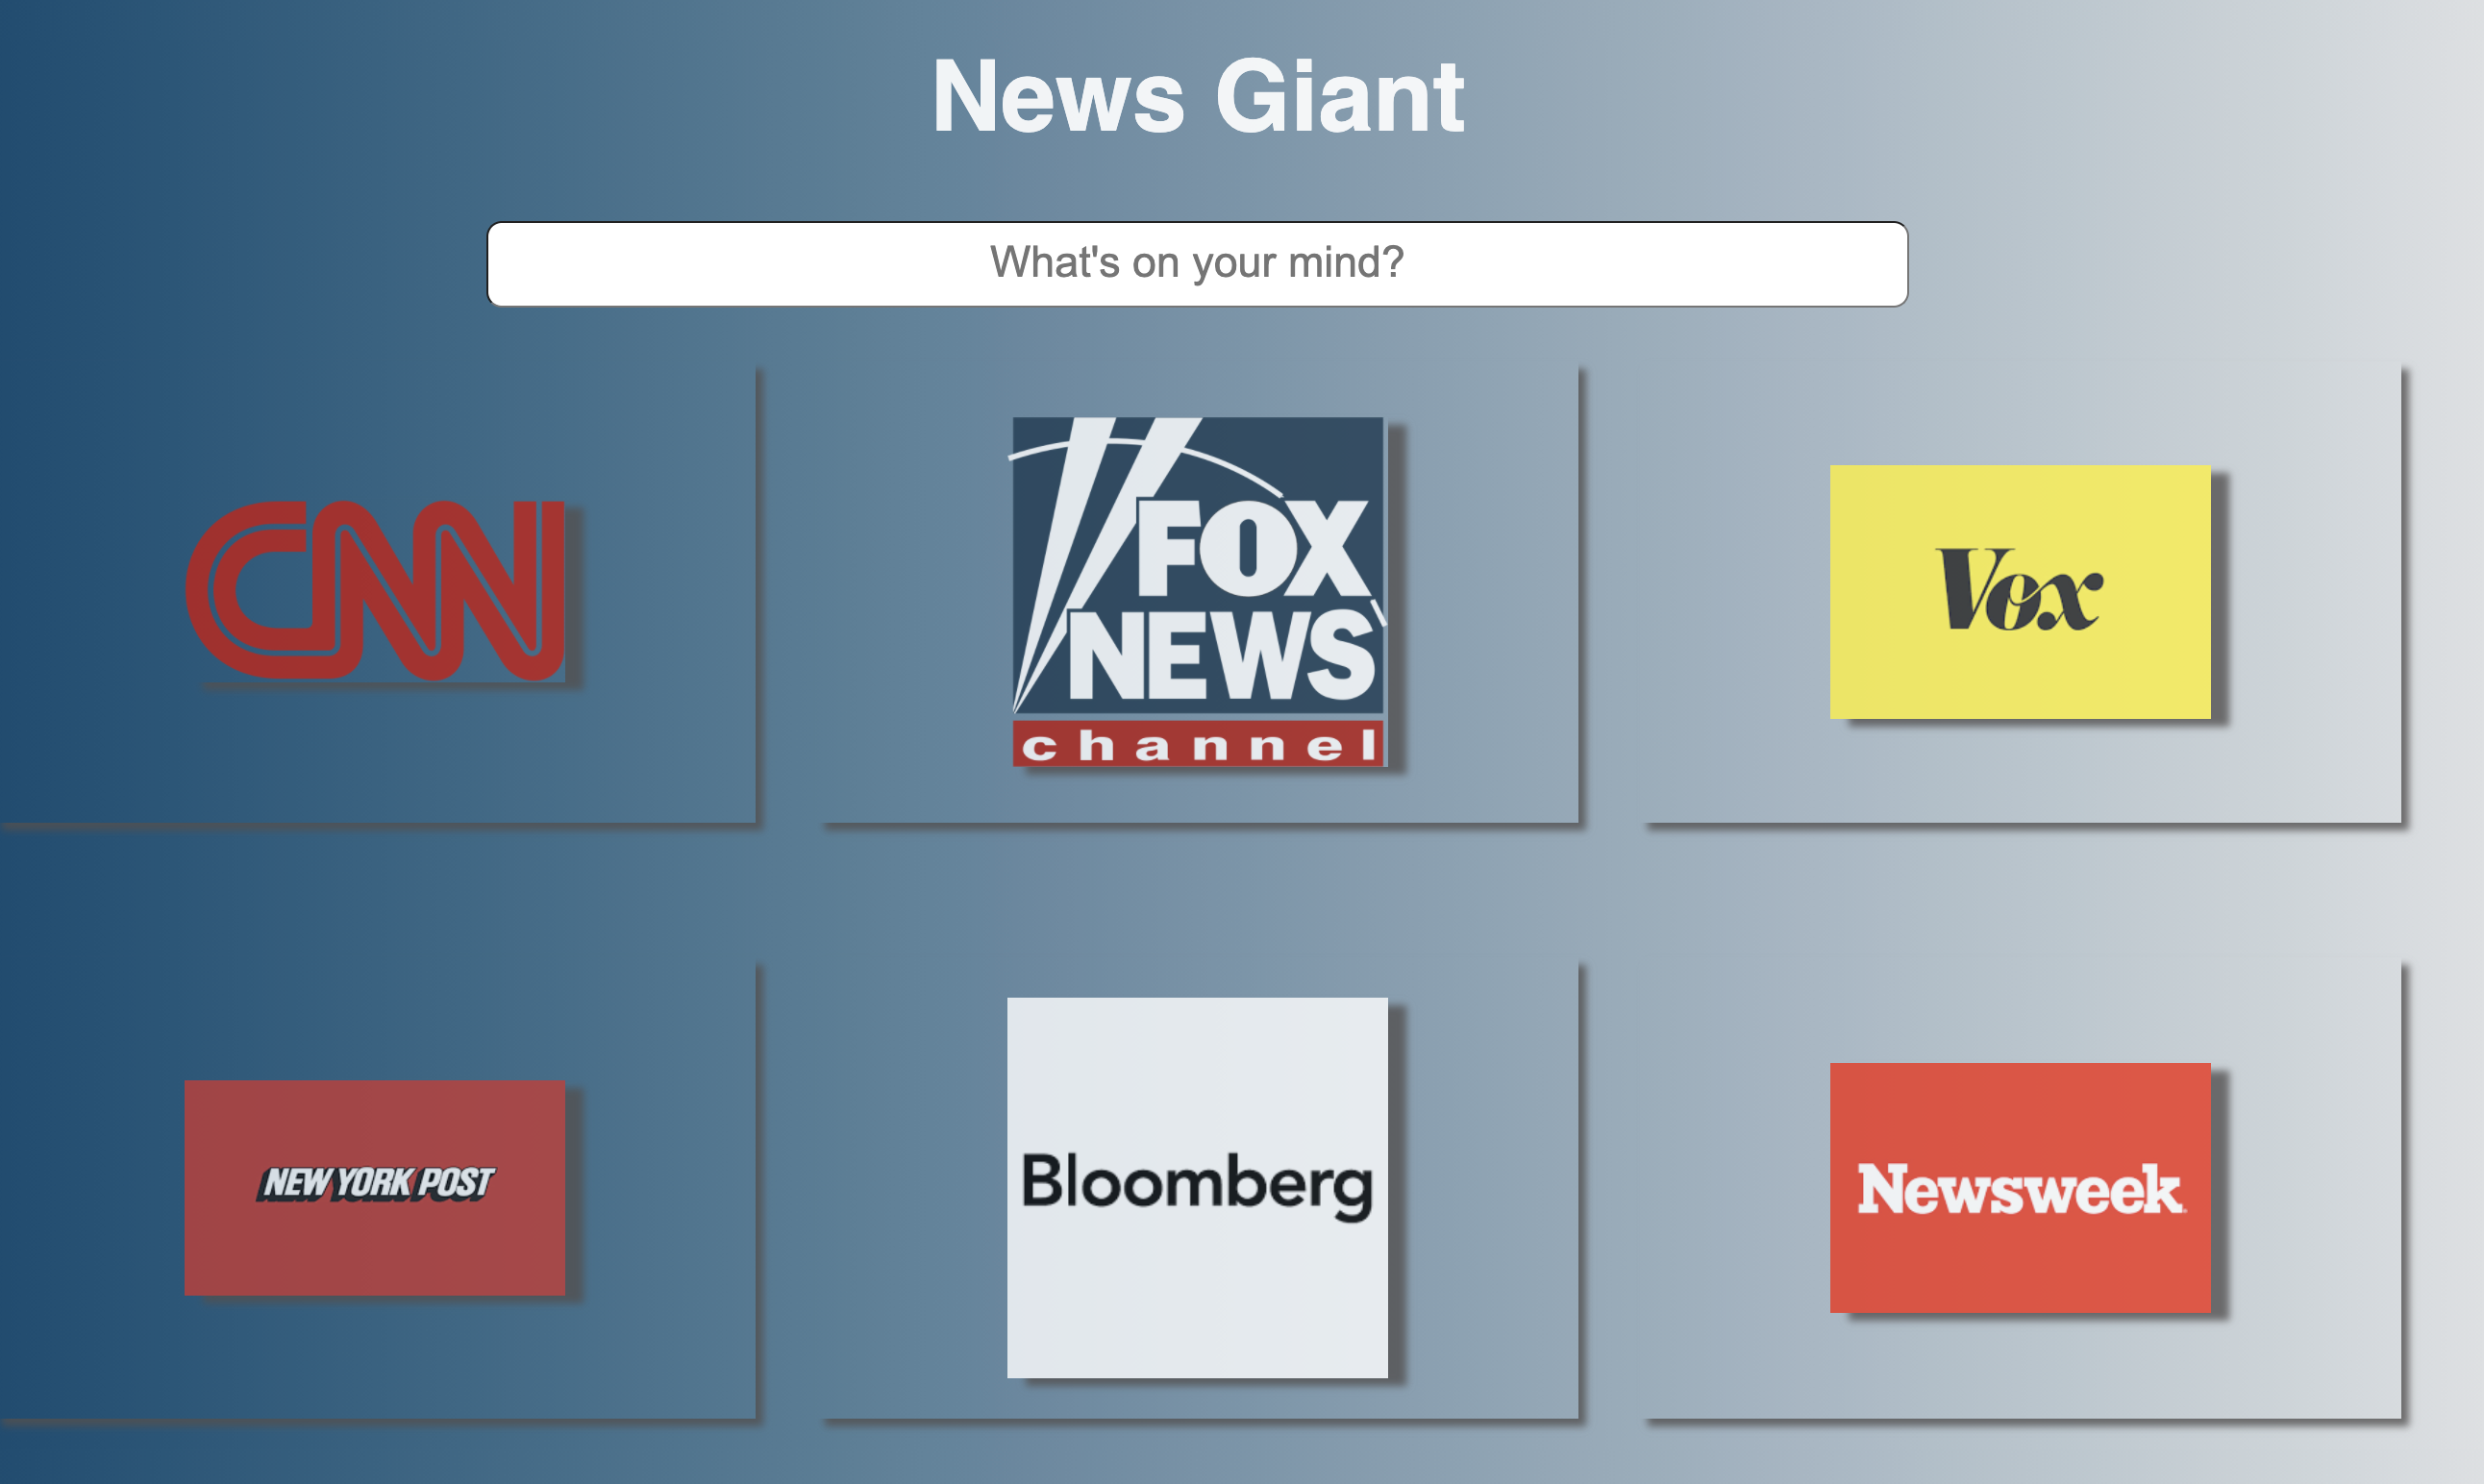 News Giant
What's on your mind?
CNN
FOX
NEWS
channel
Vox
NEW YORK POST
Bloomberg
Newsweek